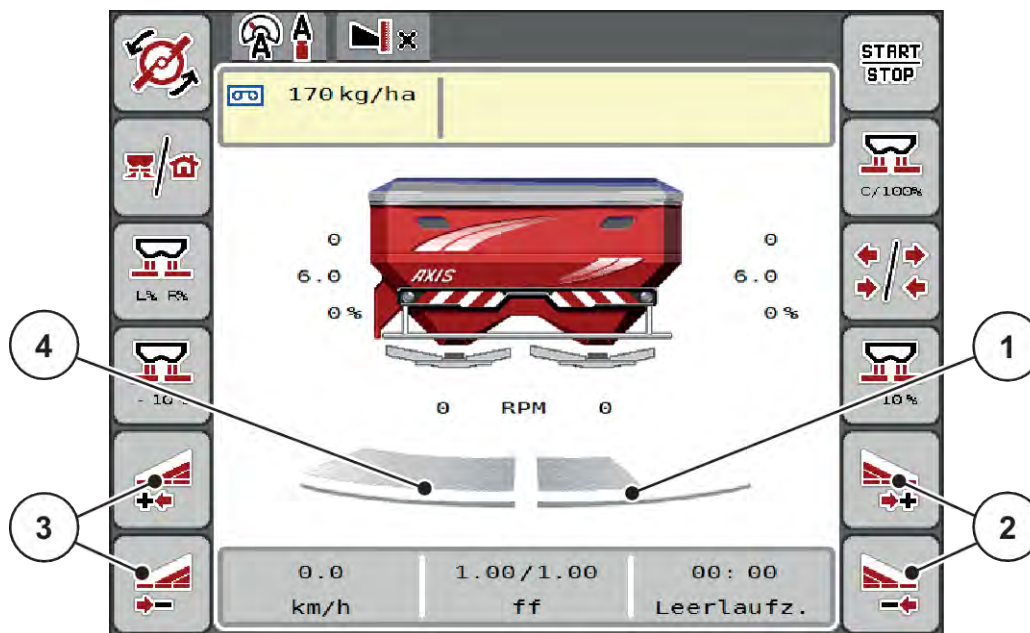 A A
START
STOP
170 kg/ha
C/100%
AXIS
0 0
6.0 6.0
0% 0%
L% R%
4
1
- 10
10%
0 RPM 0
3
2
0.0 1.00/1.00 00:00
km/h ff Leerlaufz.